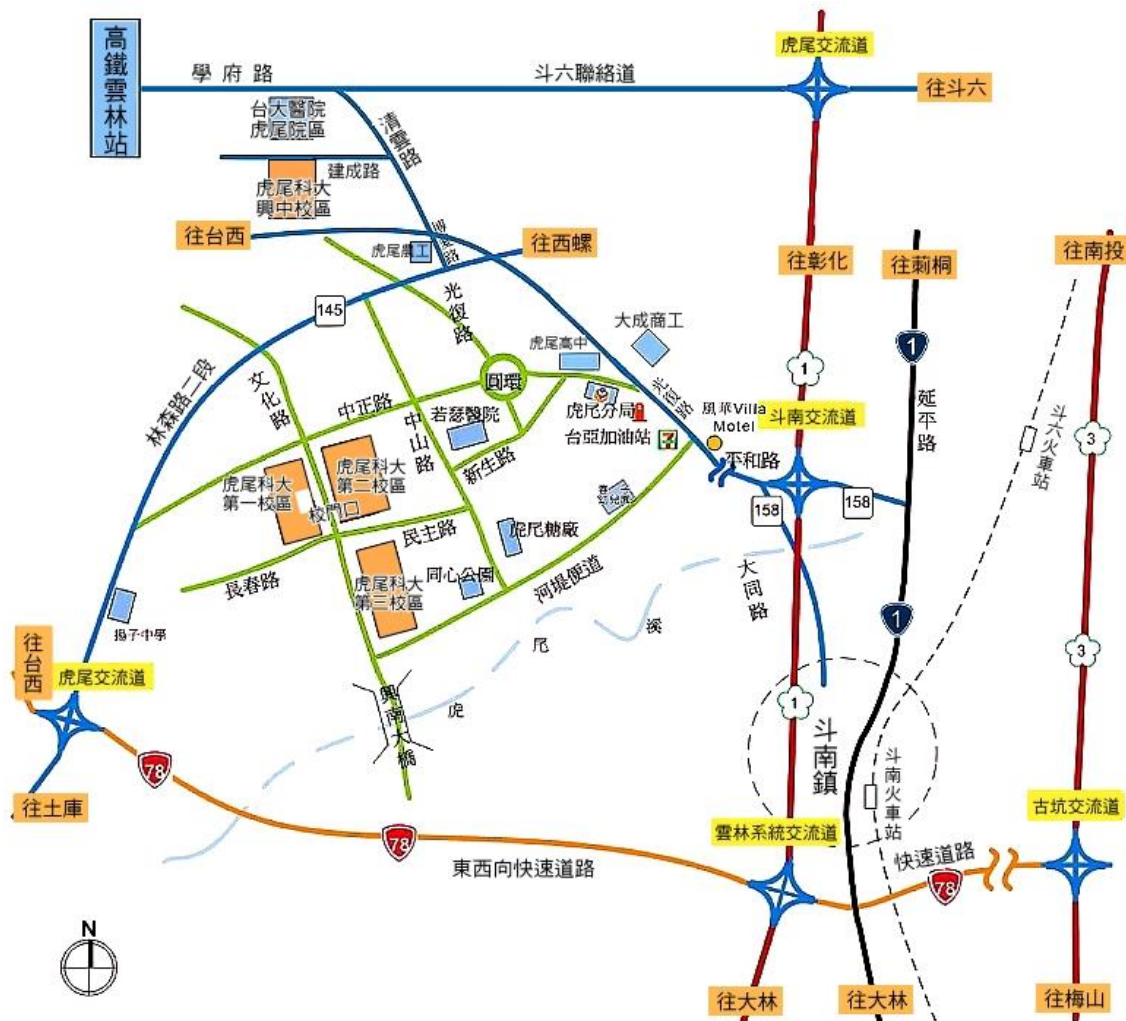 虎尾交流道
高鐵雲林站
學府路
斗六聯絡道
往斗六
台大醫院
虎尾院區
清雲路
建成路
虎尾科大
興中校區
往台西
虎尾農工
往西螺
往彰化
往莿桐
往南投
145
光復路
大成商工
虎尾高中
1
1
林森路二段
文化路
中正路
中山路
圓環
若瑟醫院
虎尾分局
台亞加油站
7
光復路
風華Villa
Motel
斗南交流道
延平路
斗六火車站
3
平和路
158
158
新生路
虎尾科大
第二校區
虎尾科大
第一校區
校門口
民主路
虎尾糖廠
長春路
虎尾科大
第三校區
同心公園
河堤便道
大同路
1
揚子中學
虎
尾
溪
3
往台西
虎尾交流道
興南大橋
1
斗南鎮
斗南火車站
78
往土庫
78
東西向快速道路
雲林系統交流道
快速道路
78
古坑交流道
N
往大林
往大林
往梅山